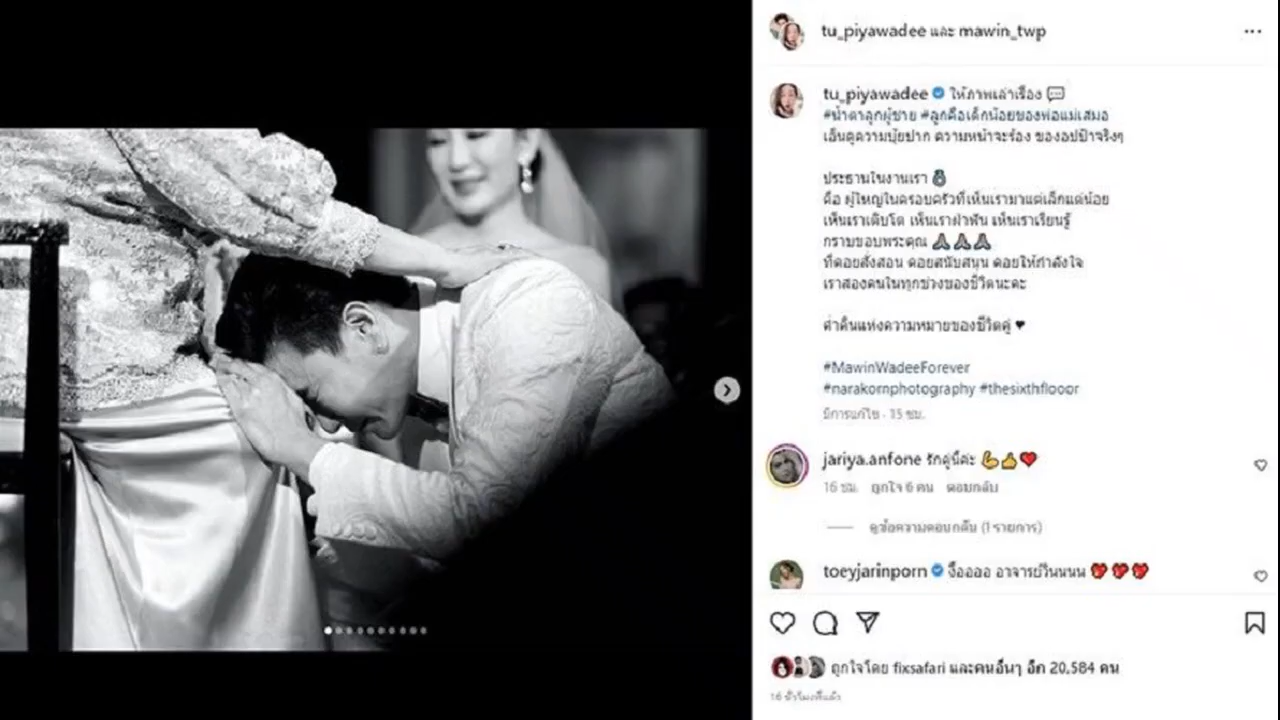 tu_piyawadee และ mawin_twp
tu_piyawadee ให้ภาพเล่าเรื่อง
#น้ำตาลูกผู้ชาย #ลูกคือเด็กน้อยของพ่อแม่เสมอ
เอ็นดูความบุ้ยปาก ความหน้าจะร้อง ของอปป้าจริงๆ
ประธานในงานเรา
คือ ผู้ใหญ่ในครอบครัวที่เห็นเรามาแต่เล็กแต่น้อย
เห็นเราเติบโต เห็นเราฝ่าฟัน เห็นเราเรียนรู้
กราบขอบพระคุณ 🙏🙏🙏
ที่คอยสั่งสอน คอยสนับสนุน คอยให้กำลังใจ
เราสองคนในทุกช่วงของชีวิตนะคะ
ค่ำคืนแห่งความหมายของชีวิตคู่ ♥
#MawinWadeeForever
#narakornphotography #thesixthflooor
มีการแก้ไข · 15 ชม.
jariya.anfone รักคู่นี้ค่ะ 💪👍❤️
16 ชม. ถูกใจ 6 คน ตอบกลับ
ดูข้อความตอบกลับ (1 รายการ)
toeyjarinporn งื้ออออ อาจารย์วินนนน
ถูกใจโดย fixsafari และคนอื่นๆ อีก 20,584 คน
16 ชั่วโมงที่แล้ว